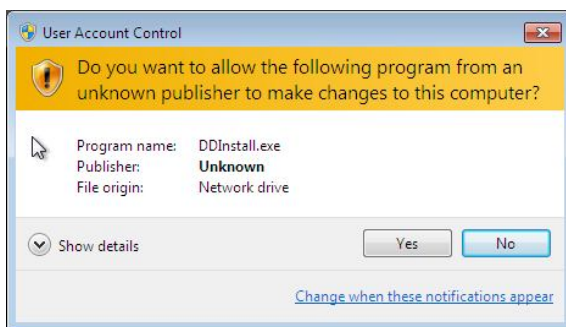 User Account Control
Do you want to allow the following program from an
unknown publisher to make changes to this computer?
Program name: DDInstall.exe
Publisher: Unknown
File origin: Network drive
Show details
Yes No
Change when these notifications appear